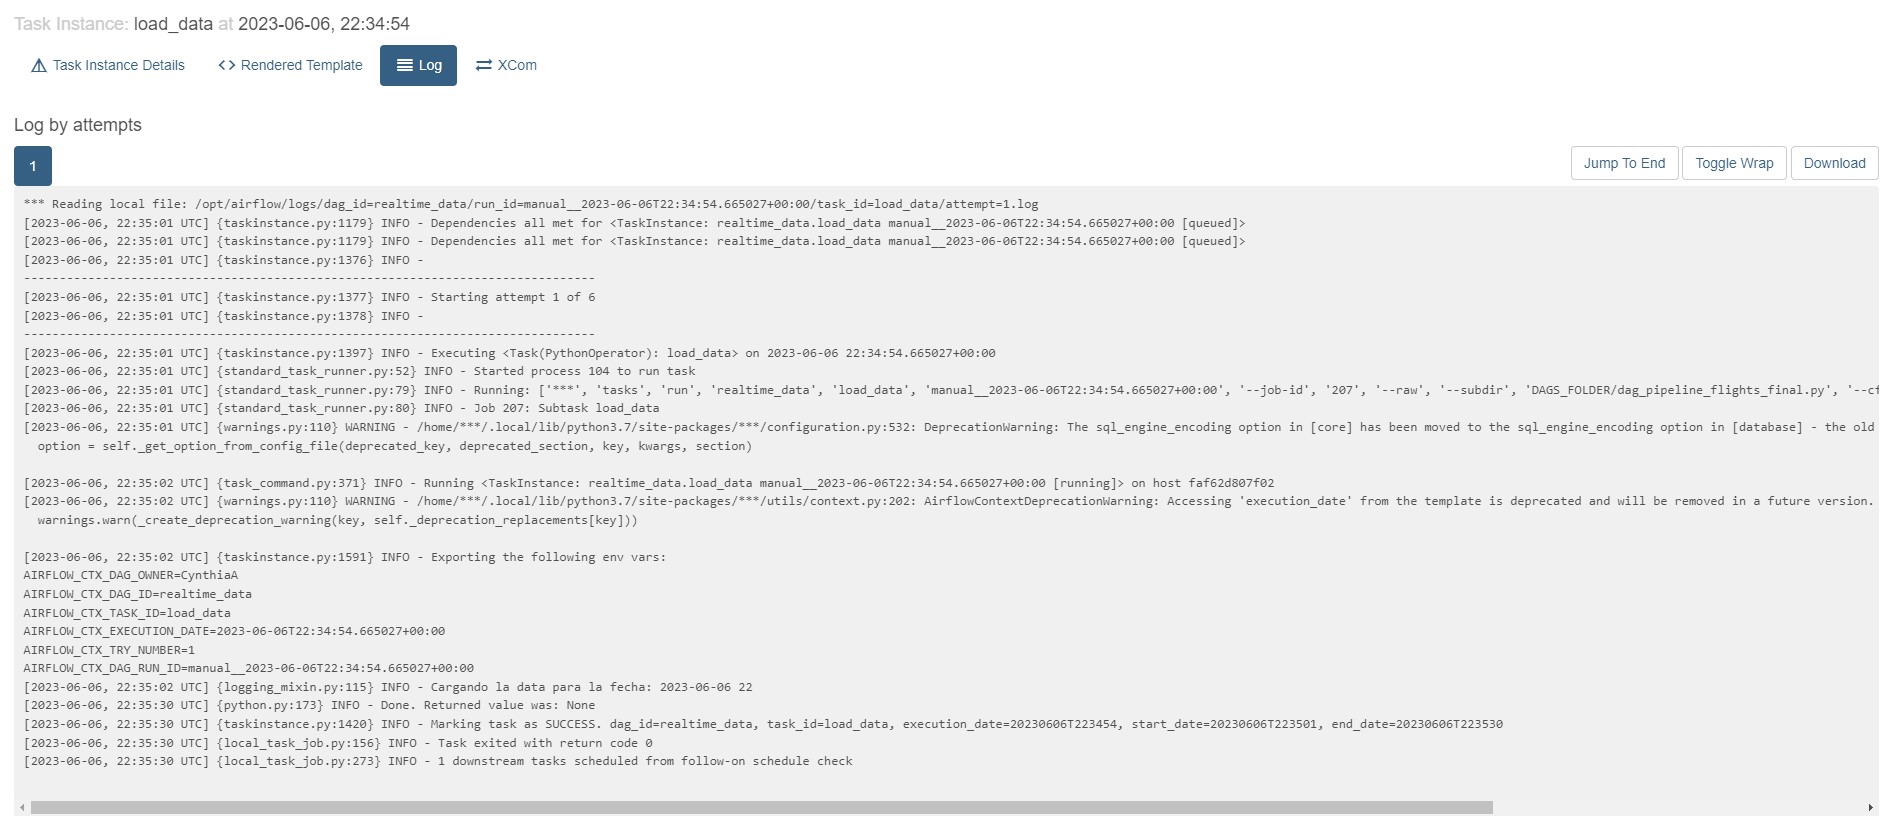 Task Instance: load_data at 2023-06-06, 22:34:54
Task Instance Details <> Rendered Template Log XCom
Log by attempts
1 Jump To End Toggle Wrap Download
*** Reading local file: /opt/airflow/logs/dag_id=realtime_data/run_id=manual__2023-06-06T22:34:54.665027+00:00/task_id=load_data/attempt=1.log
[2023-06-06, 22:35:01 UTC] {taskinstance.py:1179} INFO - Dependencies all met for <TaskInstance: realtime_data.load_data manual__2023-06-06T22:34:54.665027+00:00 [queued]>
[2023-06-06, 22:35:01 UTC] {taskinstance.py:1179} INFO - Dependencies all met for <TaskInstance: realtime_data.load_data manual__2023-06-06T22:34:54.665027+00:00 [queued]>
[2023-06-06, 22:35:01 UTC] {taskinstance.py:1376} INFO -
--------------------------------------------------------------------------------
[2023-06-06, 22:35:01 UTC] {taskinstance.py:1377} INFO - Starting attempt 1 of 6
[2023-06-06, 22:35:01 UTC] {taskinstance.py:1378} INFO -
--------------------------------------------------------------------------------
[2023-06-06, 22:35:01 UTC] {taskinstance.py:1397} INFO - Executing <Task(PythonOperator): load_data> on 2023-06-06 22:34:54.665027+00:00
[2023-06-06, 22:35:01 UTC] {standard_task_runner.py:52} INFO - Started process 104 to run task
[2023-06-06, 22:35:01 UTC] {standard_task_runner.py:79} INFO - Running: ['***', 'tasks', 'run', 'realtime_data', 'load_data', 'manual__2023-06-06T22:34:54.665027+00:00', '--job-id', '207', '--raw', '--subdir', 'DAGS_FOLDER/dag_pipeline_flights_final.py', '--cf
[2023-06-06, 22:35:01 UTC] {standard_task_runner.py:80} INFO - Job 207: Subtask load_data
[2023-06-06, 22:35:01 UTC] {warnings.py:110} WARNING - /home/***/.local/lib/python3.7/site-packages/***/configuration.py:532: DeprecationWarning: The sql_engine_encoding option in [core] has been moved to the sql_engine_encoding option in [database] - the old
option = self._get_option_from_config_file(deprecated_key, deprecated_section, key, kwargs, section)
[2023-06-06, 22:35:02 UTC] {task_command.py:371} INFO - Running <TaskInstance: realtime_data.load_data manual__2023-06-06T22:34:54.665027+00:00 [running]> on host faf62d807f02
[2023-06-06, 22:35:02 UTC] {warnings.py:110} WARNING - /home/***/.local/lib/python3.7/site-packages/***/utils/context.py:202: AirflowContextDeprecationWarning: Accessing 'execution_date' from the template is deprecated and will be removed in a future version.
warnings.warn(_create_deprecation_warning(key, self._deprecation_replacements[key]))
[2023-06-06, 22:35:02 UTC] {taskinstance.py:1591} INFO - Exporting the following env vars:
AIRFLOW_CTX_DAG_OWNER=CynthiaA
AIRFLOW_CTX_DAG_ID=realtime_data
AIRFLOW_CTX_TASK_ID=load_data
AIRFLOW_CTX_EXECUTION_DATE=2023-06-06T22:34:54.665027+00:00
AIRFLOW_CTX_TRY_NUMBER=1
AIRFLOW_CTX_DAG_RUN_ID=manual__2023-06-06T22:34:54.665027+00:00
[2023-06-06, 22:35:02 UTC] {logging_mixin.py:115} INFO - Cargando la data para la fecha: 2023-06-06 22
[2023-06-06, 22:35:30 UTC] {python.py:173} INFO - Done. Returned value was: None
[2023-06-06, 22:35:30 UTC] {taskinstance.py:1420} INFO - Marking task as SUCCESS. dag_id=realtime_data, task_id=load_data, execution_date=20230606T223454, start_date=20230606T223501, end_date=20230606T223530
[2023-06-06, 22:35:30 UTC] {local_task_job.py:156} INFO - Task exited with return code 0
[2023-06-06, 22:35:30 UTC] {local_task_job.py:273} INFO - 1 downstream tasks scheduled from follow-on schedule check